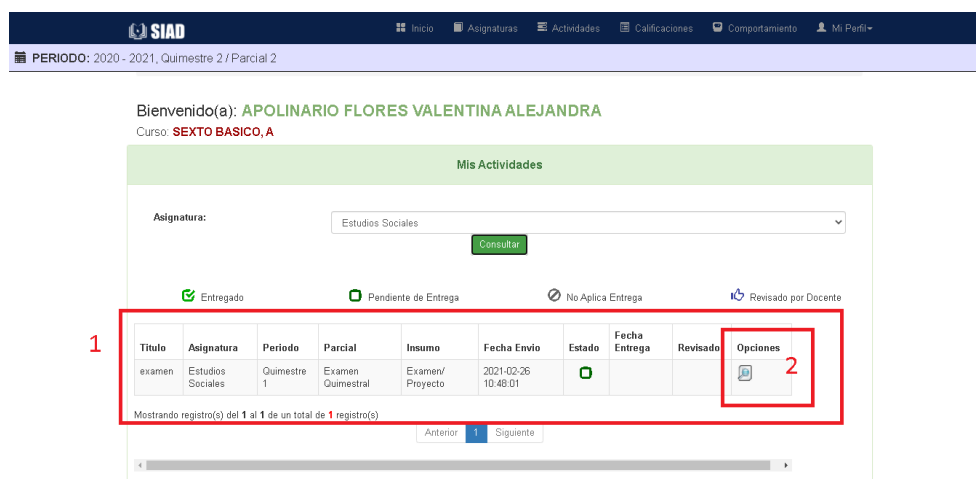 SIAD Inicio Asignaturas Actividades Calificaciones Comportamiento Mi Perfil
PERIODO: 2020 - 2021, Quimestre 2 / Parcial 2
Bienvenido(a): APOLINARIO FLORES VALENTINA ALEJANDRA
Curso: SEXTO BASICO, A
Mis Actividades
Asignatura: Estudios Sociales
Consultar
Entregado Pendiente de Entrega No Aplica Entrega Revisado por Docente
1
Titulo Asignatura Periodo Parcial Insumo Fecha Envio Estado Fecha Entrega Revisado Opciones
2
examen Estudios Sociales Quimestre 1 Examen Quimestral Examen/ Proyecto 2021-02-26 10:48:01
Mostrando registro(s) del 1 al 1 de un total de 1 registro(s)
Anterior 1 Siguiente